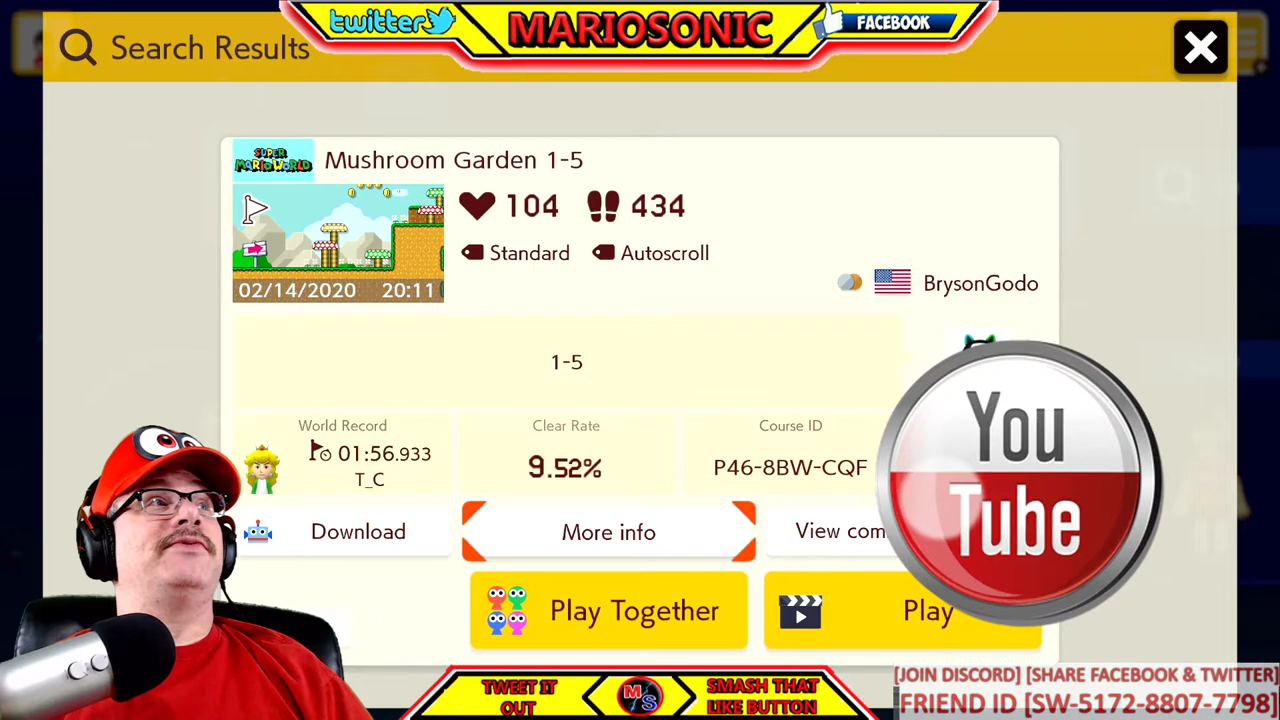 twitter
MARIOSONIC
FACEBOOK
Search Results
SUPER
MARIOWORLD
Mushroom Garden 1-5
104
434
Standard
Autoscroll
02/14/2020 20:11
BrysonGodo
1-5
World Record
01:56.933
T_C
Clear Rate
9.52%
Course ID
P46-8BW-CQF
You
Tube
Download
More info
View com
Play Together
Play
TWEET IT
OUT
MS
SMASH THAT
LIKE BUTTON
[JOIN DISCORD] [SHARE FACEBOOK & TWITTER]
FRIEND ID [SW-5172-8807-7798]